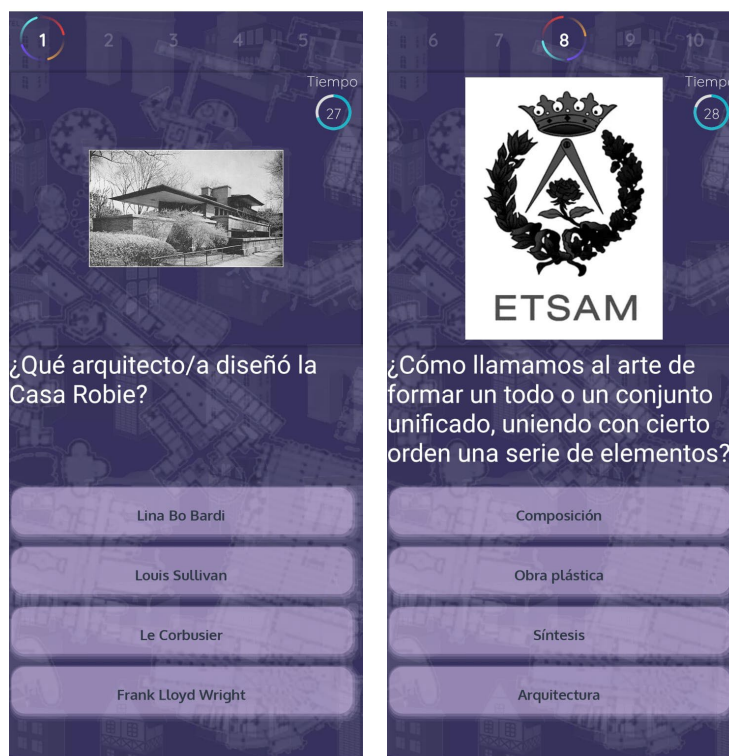 1 2 3 4 5
Tiempo
27
¿Qué arquitecto/a diseñó la
Casa Robie?
Lina Bo Bardi
Louis Sullivan
Le Corbusier
Frank Lloyd Wright
6 7 8 9 10
Tiempo
28
ETSAM
¿Cómo llamamos al arte de
formar un todo o un conjunto
unificado, uniendo con cierto
orden una serie de elementos?
Composición
Obra plástica
Síntesis
Arquitectura